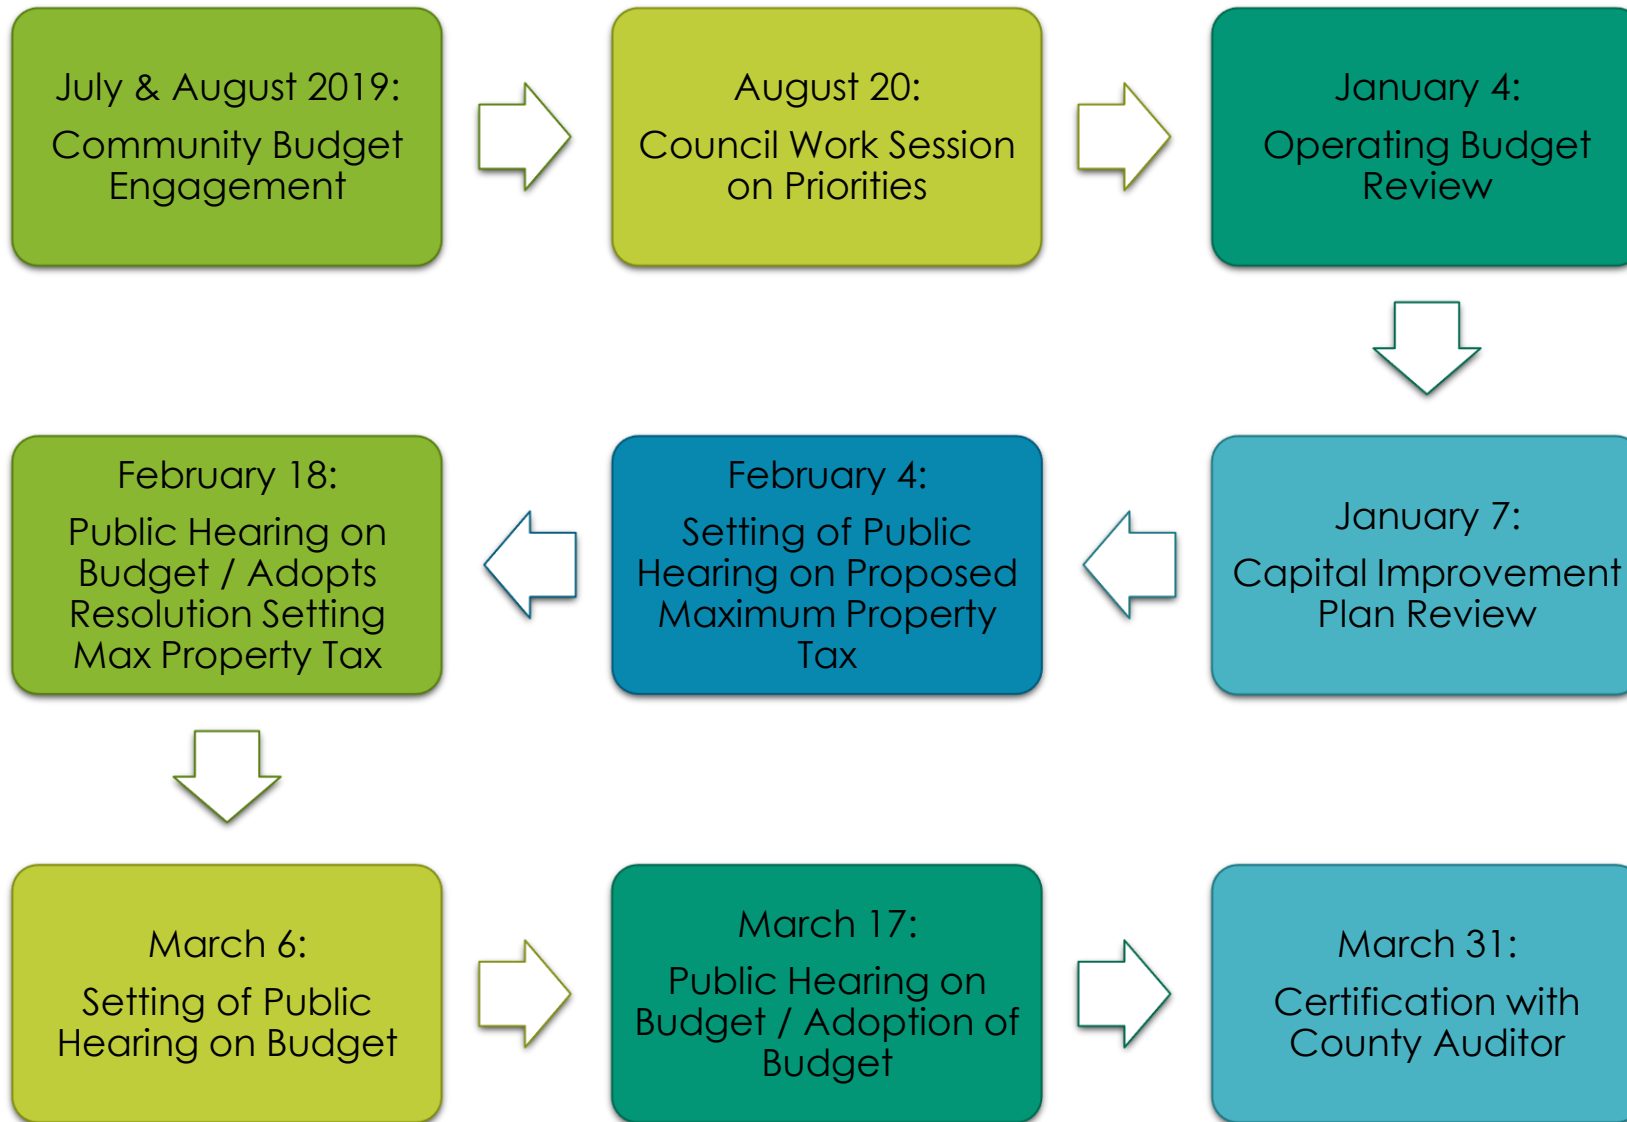 July & August 2019:
Community Budget
Engagement
August 20:
Council Work Session
on Priorities
January 4:
Operating Budget
Review
January 7:
Capital Improvement
Plan Review
February 4:
Setting of Public
Hearing on Proposed
Maximum Property
Tax
February 18:
Public Hearing on
Budget / Adopts
Resolution Setting
Max Property Tax
March 6:
Setting of Public
Hearing on Budget
March 17:
Public Hearing on
Budget / Adoption of
Budget
March 31:
Certification with
County Auditor